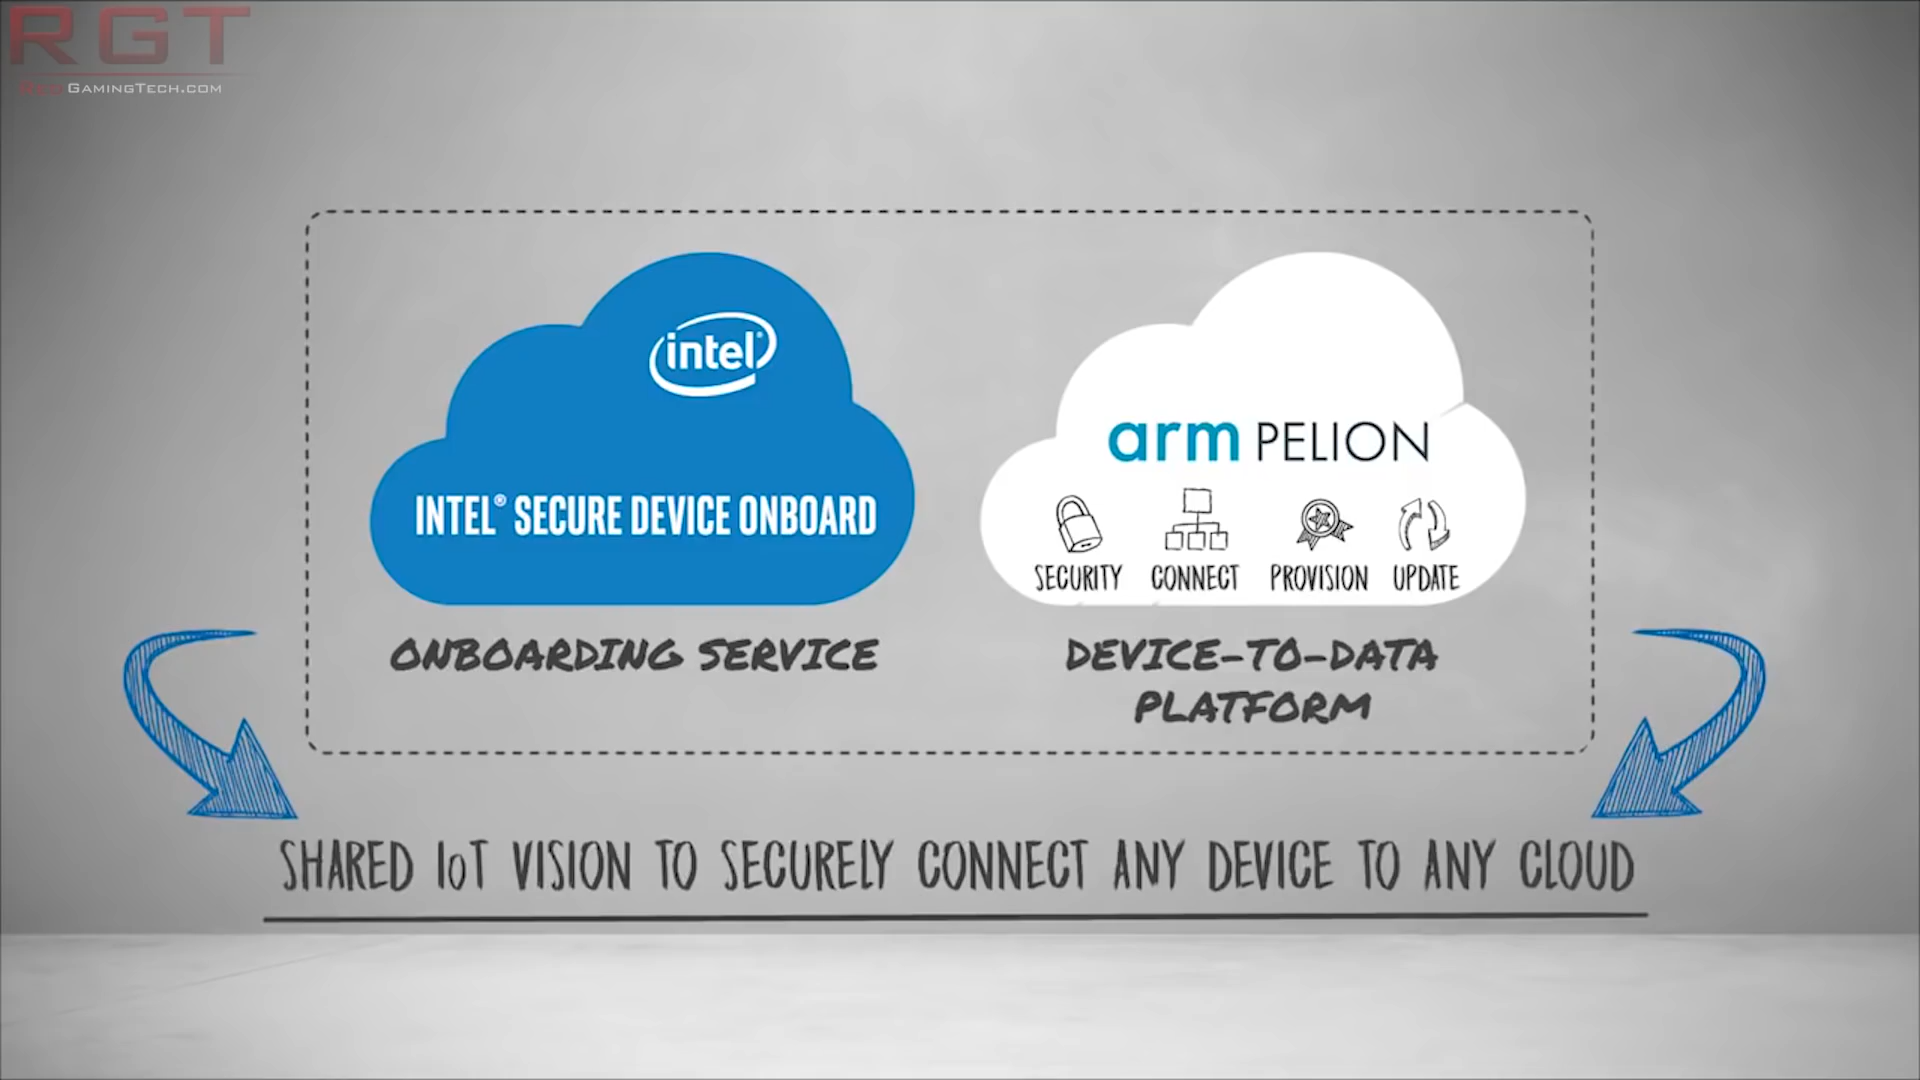 RGT
RED GAMINGTECH.COM
intel®
INTEL® SECURE DEVICE ONBOARD
arm PELION
SECURITY CONNECT PROVISION UPDATE
ONBOARDING SERVICE
DEVICE-TO-DATA
PLATFORM
SHARED IoT VISION TO SECURELY CONNECT ANY DEVICE TO ANY CLOUD